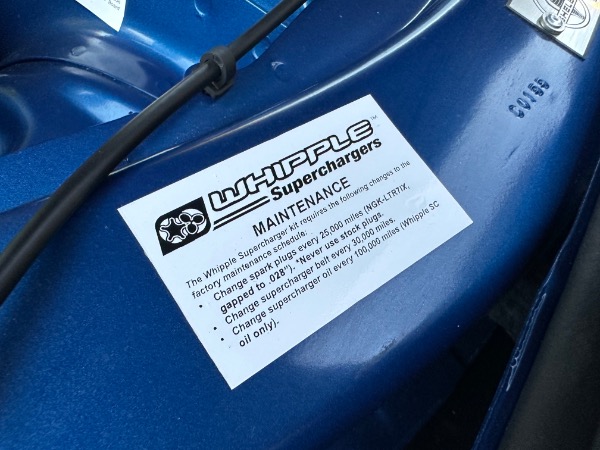 WHIPPLE™
Superchargers
MAINTENANCE
The Whipple Supercharger kit requires the following changes to the
factory maintenance schedule:
• Change spark plugs every 25,000 miles (NGK-LTR7IX,
gapped to .028"). *Never use stock plugs.
• Change supercharger belt every 30,000 miles.
• Change supercharger oil every 100,000 miles (Whipple SC
oil only).
C0155